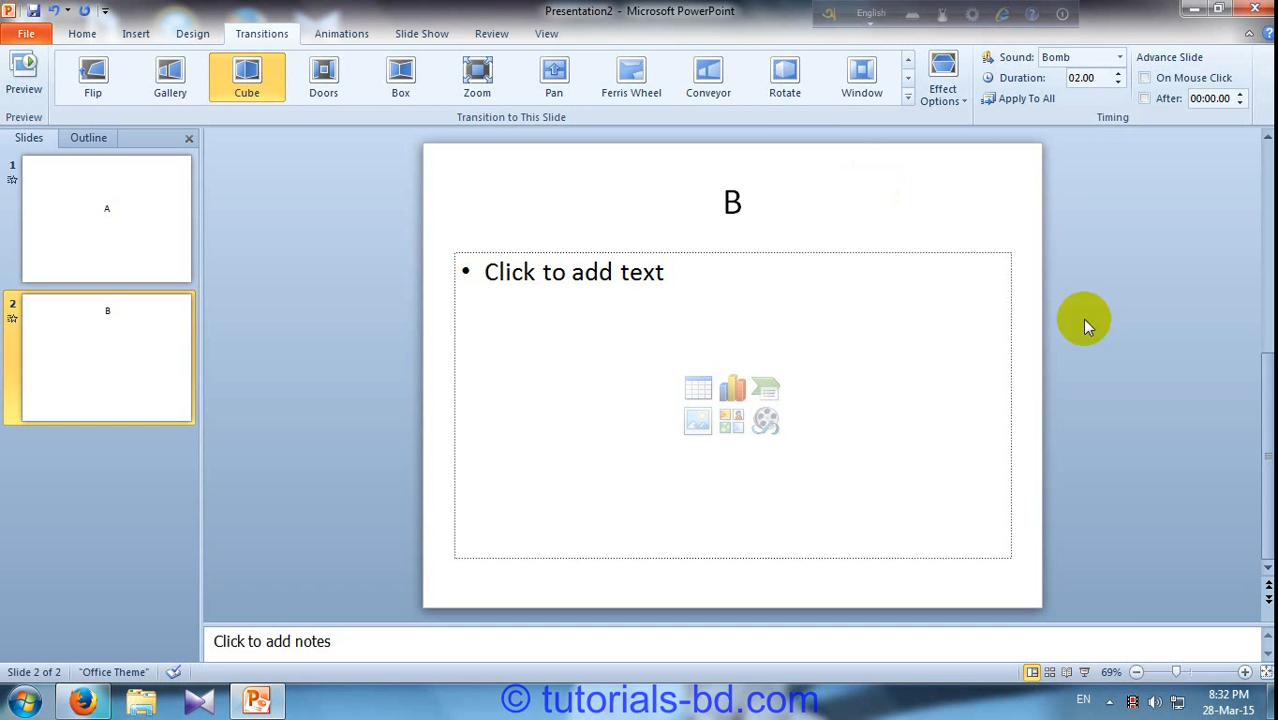 Presentation2 - Microsoft PowerPoint
English
File Home Insert Design Transitions Animations Slide Show Review View
Preview
Flip Gallery Cube Doors Box Zoom Pan Ferris Wheel Conveyor Rotate Window
Effect Options
Sound: Bomb
Duration: 02.00
Apply To All
Advance Slide
On Mouse Click
After: 00:00.00
Preview Transition to This Slide Timing
Slides Outline
1
A
2
B
B
• Click to add text
Click to add notes
Slide 2 of 2 "Office Theme" 69%
© tutorials-bd.com
EN
8:32 PM
28-Mar-15